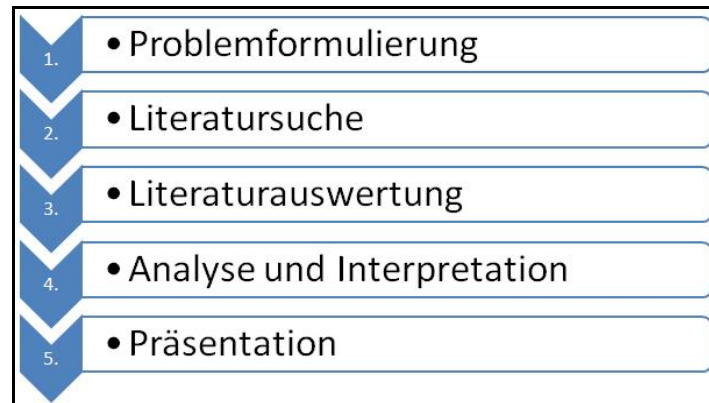 1. • Problemformulierung
2. • Literatursuche
3. • Literaturauswertung
4. • Analyse und Interpretation
5. • Präsentation